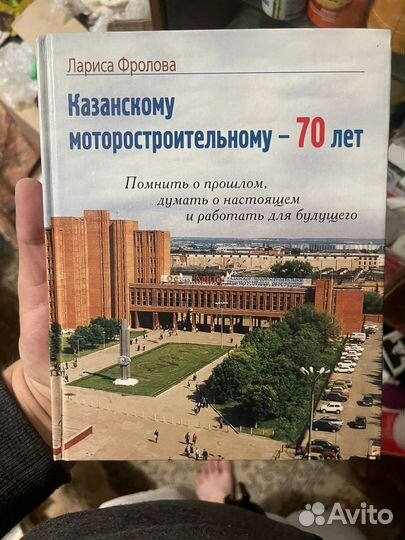 Лариса Фролова
Казанскому
моторостроительному – 70 лет
Помнить о прошлом,
думать о настоящем
и работать для будущего
Avito